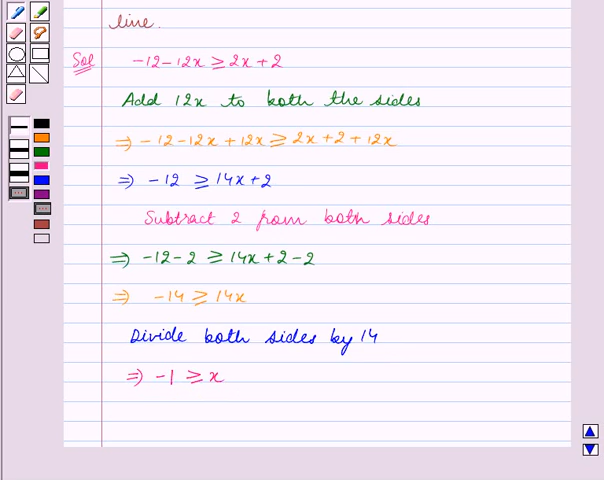 line.
Sol -12-12x ≥ 2x+2
Add 12x to both the sides
⇒ -12-12x+12x ≥ 2x+2+12x
⇒ -12 ≥ 14x+2
Subtract 2 from both sides
⇒ -12-2 ≥ 14x+2-2
⇒ -14 ≥ 14x
Divide both sides by 14
⇒ -1 ≥ x